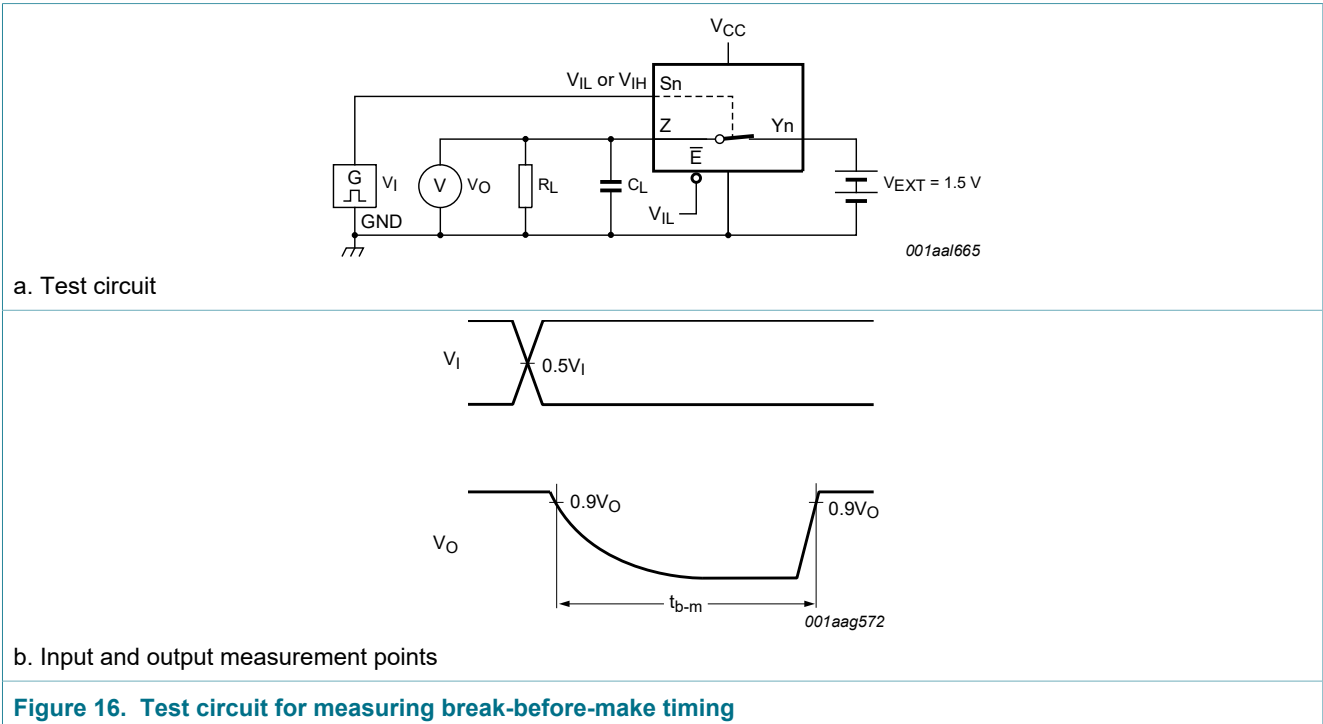 VCC
VIL or VIH
Sn
Z
Yn
E
G
VI
V
VO
RL
CL
VIL
VEXT = 1.5 V
GND
001aal665
a. Test circuit
VI
0.5VI
0.9VO
0.9VO
VO
tb-m
001aag572
b. Input and output measurement points
Figure 16. Test circuit for measuring break-before-make timing